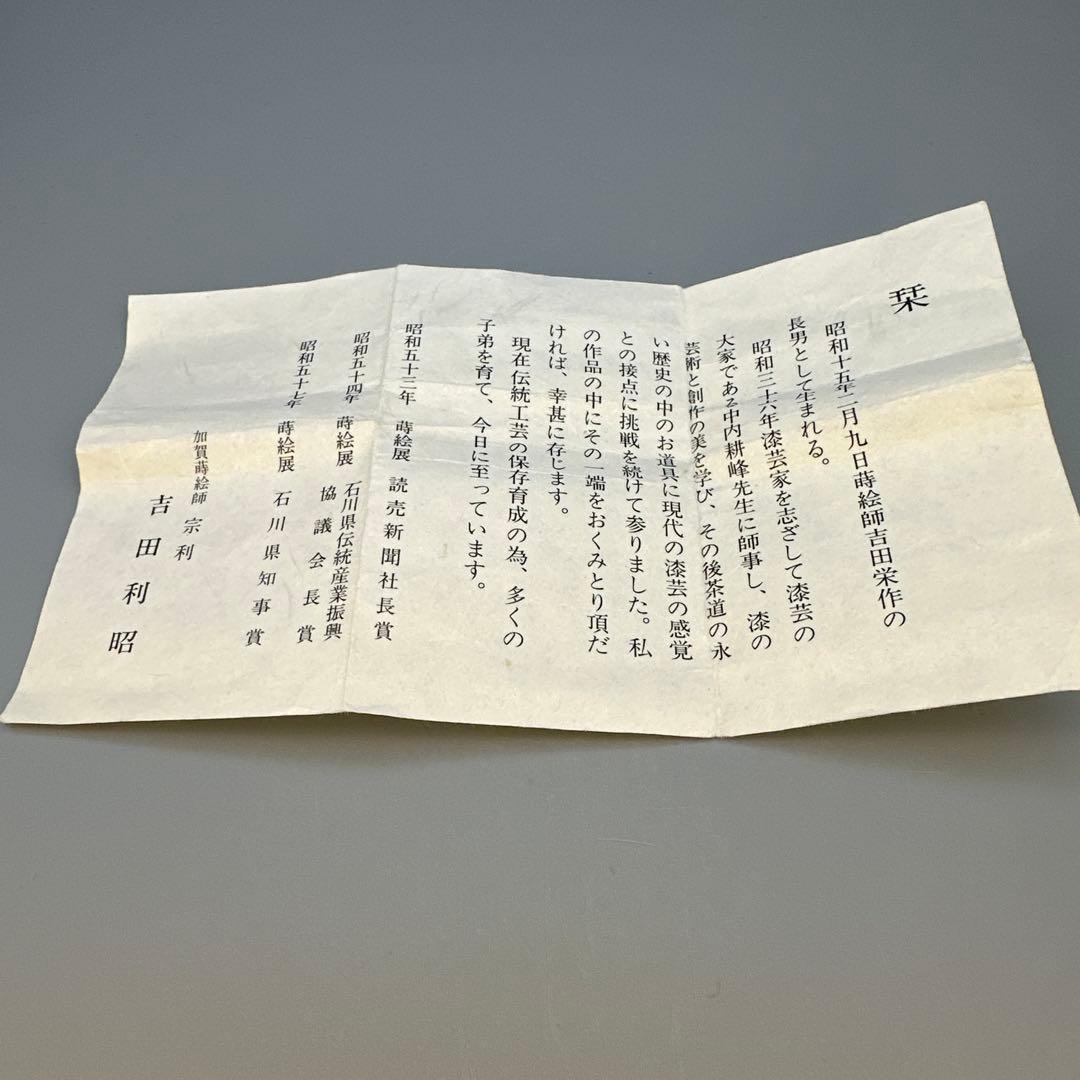 栞
昭和十五年二月九日蒔絵師吉田栄作の
長男として生まれる。
昭和三十六年漆芸家を志ざして漆芸の
大家である中内耕峰先生に師事し、漆の
芸術と創作の美を学び、その後茶道の永
い歴史の中のお道具に現代の漆芸の感覚
との接点に挑戦を続けて参りました。私
の作品の中にその一端をおくみとり頂だ
ければ、幸甚に存じます。
現在伝統工芸の保存育成の為、多くの
子弟を育て、今日に至っています。
昭和五十三年 蒔絵展 読売新聞社長賞
昭和五十四年 蒔絵展 石川県伝統産業振興
協議会長賞
昭和五十七年 蒔絵展 石川県知事賞
加賀蒔絵師 宗利
吉田利昭